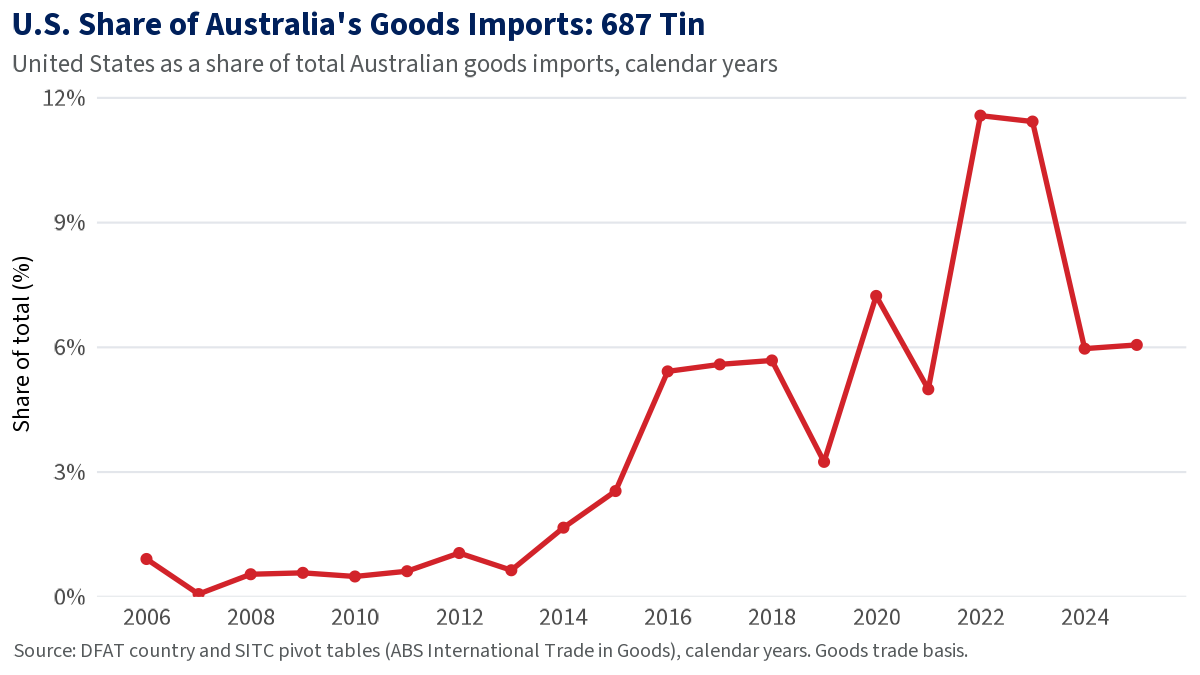 U.S. Share of Australia's Goods Imports: 687 Tin
United States as a share of total Australian goods imports, calendar years
12%
9%
6%
3%
0%
Share of total (%)
2006 2008 2010 2012 2014 2016 2018 2020 2022 2024
Source: DFAT country and SITC pivot tables (ABS International Trade in Goods), calendar years. Goods trade basis.